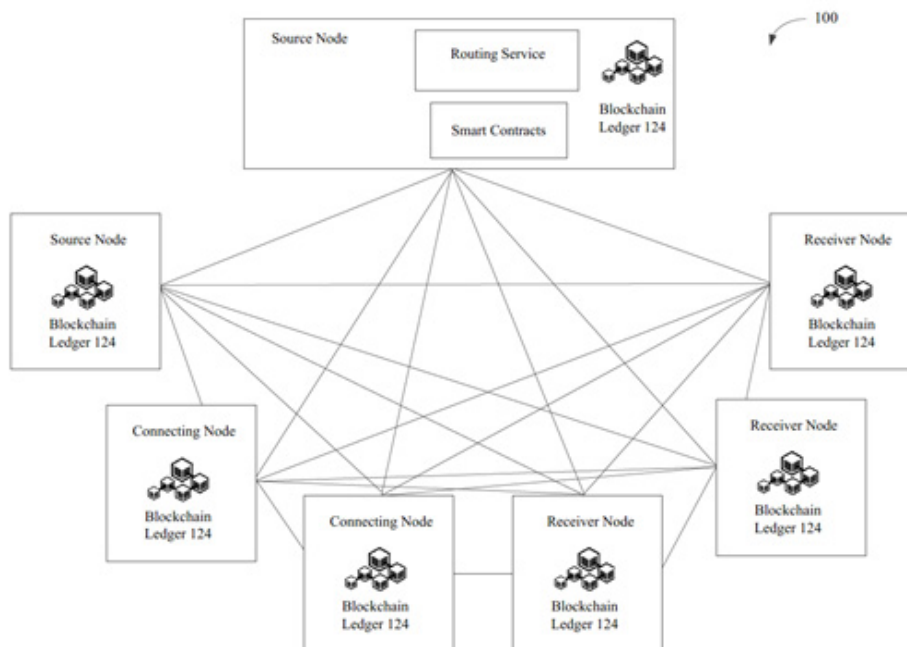 100
Source Node
Routing Service
Blockchain
Ledger 124
Smart Contracts
Source Node
Blockchain
Ledger 124
Receiver Node
Blockchain
Ledger 124
Connecting Node
Blockchain
Ledger 124
Receiver Node
Blockchain
Ledger 124
Connecting Node
Blockchain
Ledger 124
Receiver Node
Blockchain
Ledger 124